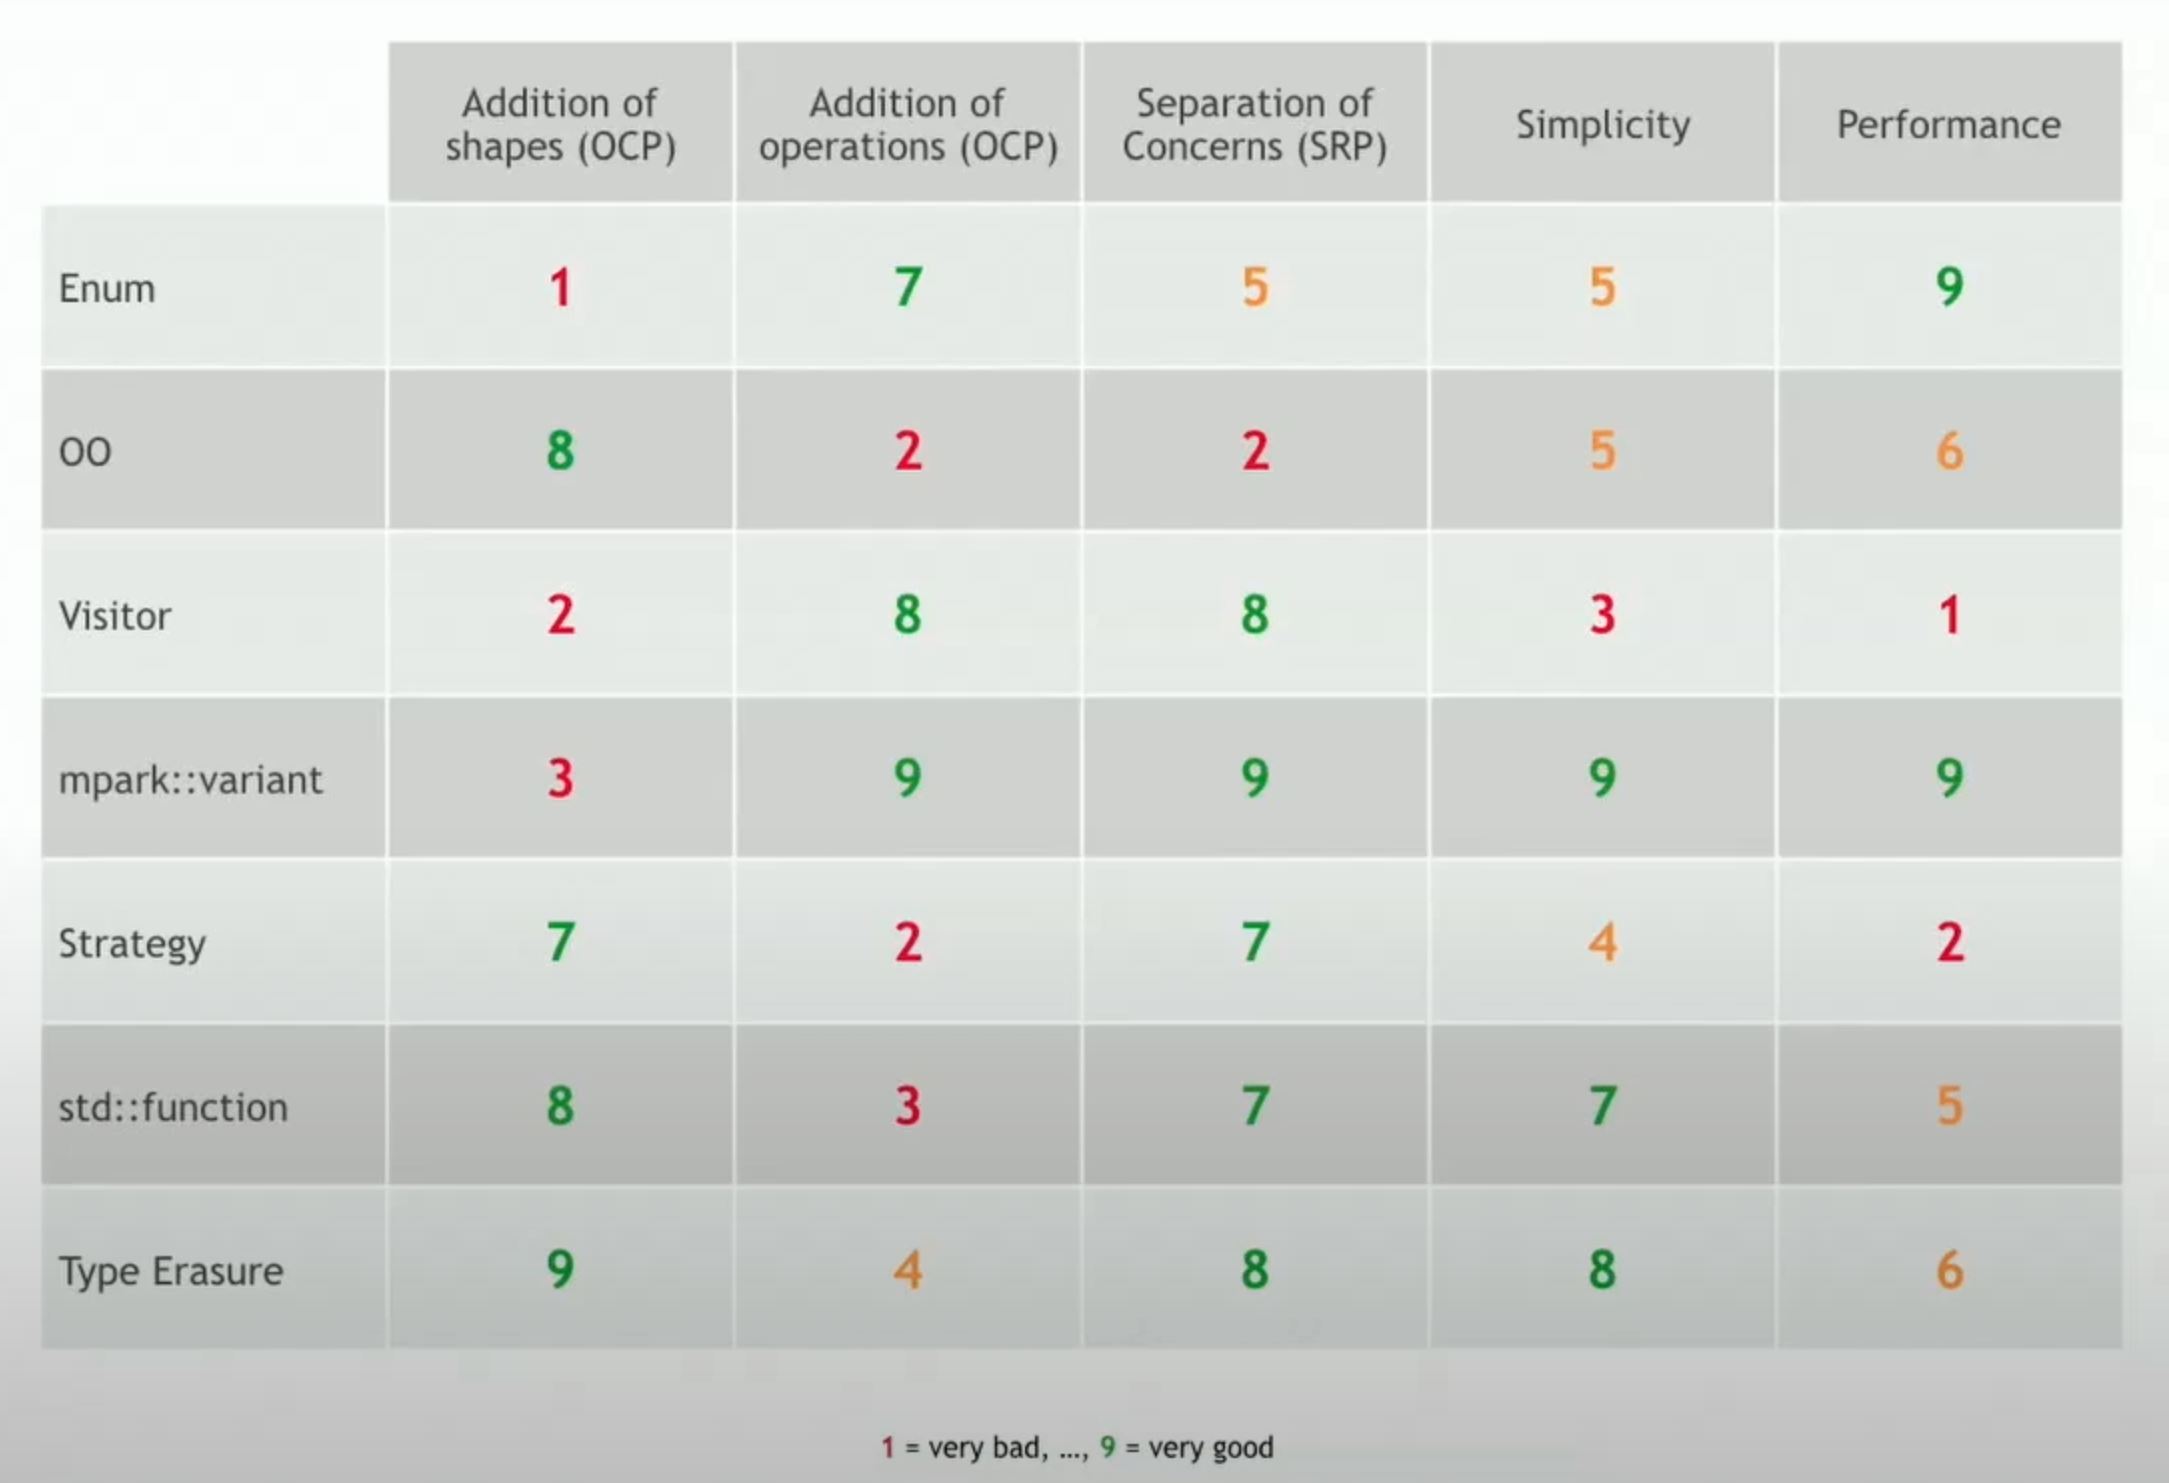 Addition of
shapes (OCP)
Addition of
operations (OCP)
Separation of
Concerns (SRP)
Simplicity
Performance
Enum 1 7 5 5 9
OO 8 2 2 5 6
Visitor 2 8 8 3 1
mpark::variant 3 9 9 9 9
Strategy 7 2 7 4 2
std::function 8 3 7 7 5
Type Erasure 9 4 8 8 6
1 = very bad, ..., 9 = very good